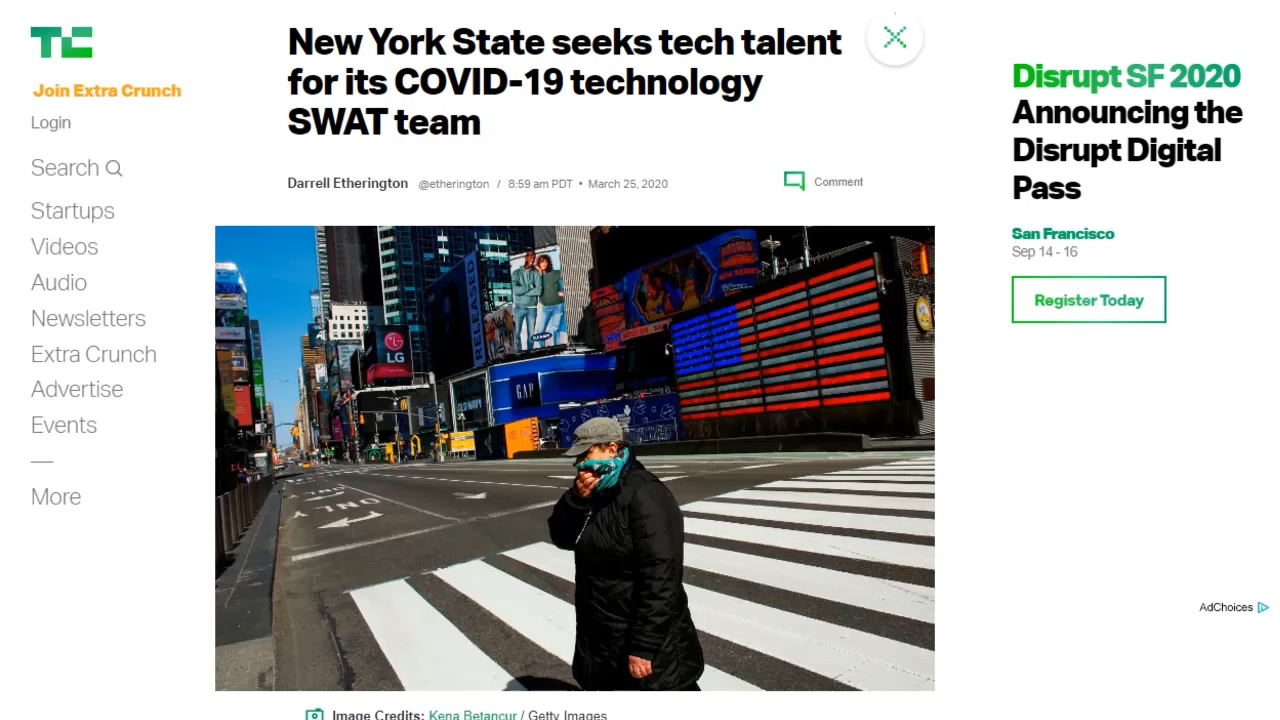 TC
Join Extra Crunch
Login
Search
Startups
Videos
Audio
Newsletters
Extra Crunch
Advertise
Events
—
More
New York State seeks tech talent
for its COVID-19 technology
SWAT team
Darrell Etherington @etherington / 8:59 am PDT • March 25, 2020
Comment
LG
GAP
OLD NAVY
ONLY
Image Credits: Kena Betancur / Getty Images
Disrupt SF 2020
Announcing the
Disrupt Digital
Pass
San Francisco
Sep 14 - 16
Register Today
AdChoices